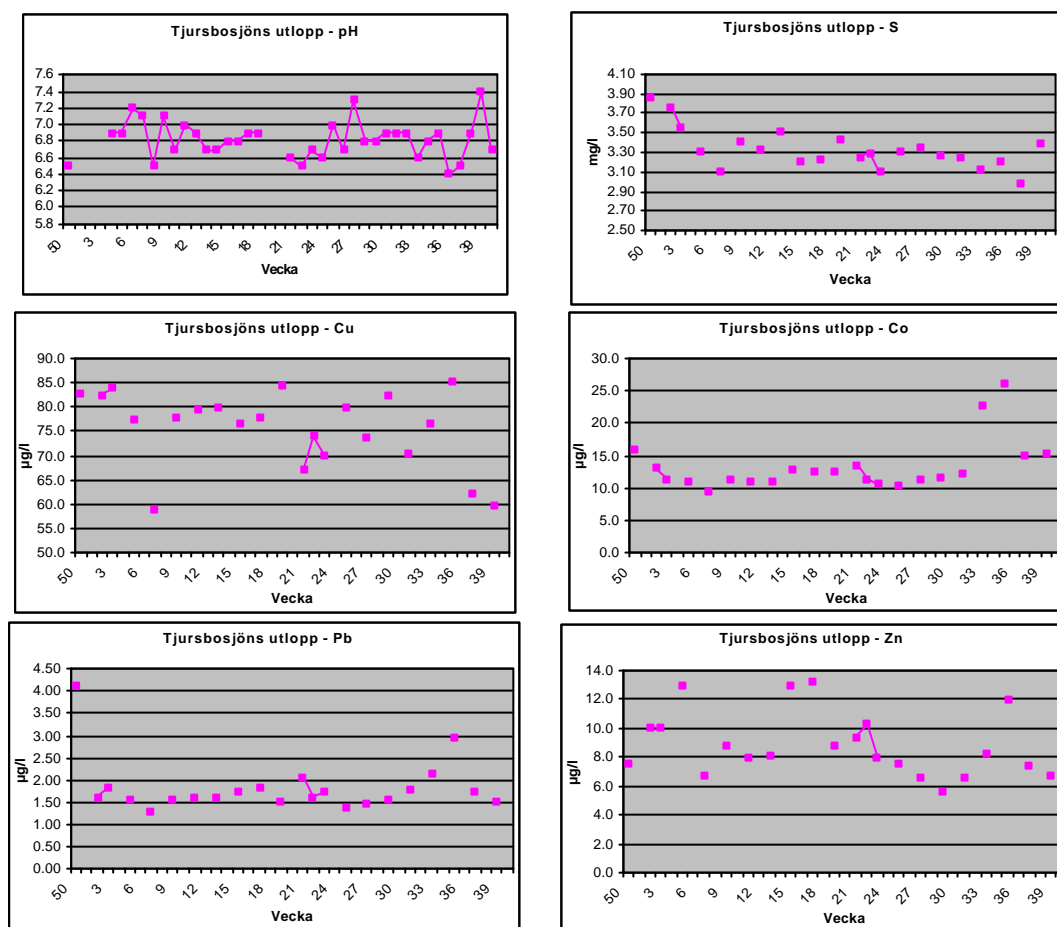 Tjursbosjöns utlopp - pH
7.6
7.4
7.2
7.0
6.8
6.6
6.4
6.2
6.0
5.8
50 3 6 9 12 15 18 21 24 27 30 33 36 39
Vecka
Tjursbosjöns utlopp - S
mg/l
4.10
3.90
3.70
3.50
3.30
3.10
2.90
2.70
2.50
50 3 6 9 12 15 18 21 24 27 30 33 36 39
Vecka
Tjursbosjöns utlopp - Cu
µg/l
90.0
85.0
80.0
75.0
70.0
65.0
60.0
55.0
50.0
50 3 6 9 12 15 18 21 24 27 30 33 36 39
Vecka
Tjursbosjöns utlopp - Co
µg/l
30.0
25.0
20.0
15.0
10.0
5.0
0.0
50 3 6 9 12 15 18 21 24 27 30 33 36 39
Vecka
Tjursbosjöns utlopp - Pb
µg/l
4.50
4.00
3.50
3.00
2.50
2.00
1.50
1.00
0.50
0.00
50 3 6 9 12 15 18 21 24 27 30 33 36 39
Vecka
Tjursbosjöns utlopp - Zn
µg/l
14.0
12.0
10.0
8.0
6.0
4.0
2.0
0.0
50 3 6 9 12 15 18 21 24 27 30 33 36 39
Vecka